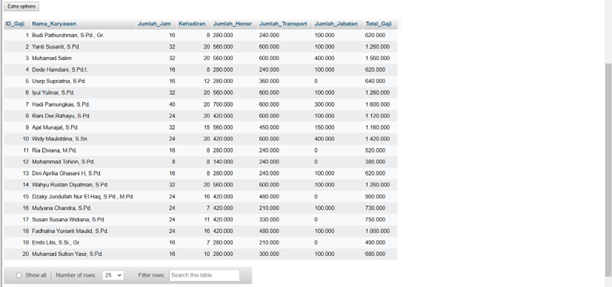 Extra options
ID_Gaji Nama_Karyawan Jumlah_Jam Kehadiran Jumlah_Honor Jumlah_Transport Jumlah_Jabatan Total_Gaji
1 Budi Pathurohman, S.Pd., Gr. 16 8 280.000 240.000 100.000 620.000
2 Yanti Susanti, S.Pd. 32 20 560.000 600.000 100.000 1.260.000
3 Muhamad Salim 32 20 560.000 600.000 400.000 1.560.000
4 Dede Hamdani, S.Pd.I. 16 8 280.000 240.000 100.000 620.000
5 Usep Supriatna, S.Pd. 16 12 280.000 360.000 0 640.000
6 Iyul Yulinar, S.Pd. 32 20 560.000 600.000 100.000 1.260.000
7 Hadi Pamungkas, S.Pd. 40 20 700.000 600.000 300.000 1.600.000
8 Rani Dwi Rahayu, S.Pd. 24 20 420.000 600.000 100.000 1.120.000
9 Ajat Munajat, S.Pd. 32 15 560.000 450.000 150.000 1.160.000
10 Widy Mauliddina, S.Sn. 24 20 420.000 600.000 400.000 1.420.000
11 Ria Elviana, M.Pd. 16 8 280.000 240.000 0 520.000
12 Mohammad Tohirin, S.Pd. 8 8 140.000 240.000 0 380.000
13 Dini Aprilia Ghasani H, S.Pd. 16 8 280.000 240.000 100.000 620.000
14 Wahyu Rustan Diyatman, S.Pd. 32 20 560.000 600.000 100.000 1.260.000
15 Dzaky Jundullah Nur El Haq, S.Pd., M.Pd. 24 16 420.000 480.000 0 900.000
16 Mulyana Chandra, S.Pd. 24 7 420.000 210.000 100.000 730.000
17 Susan Susana Widiana, S.Pd. 24 11 420.000 330.000 0 750.000
18 Fadhalna Yuniarti Maulid, S.Pd. 24 16 420.000 480.000 100.000 1.000.000
19 Embi Lilis, S.Si., Gr. 16 7 280.000 210.000 0 490.000
20 Muhamad Sulton Yasir, S.Pd. 16 10 280.000 300.000 100.000 680.000
Show all Number of rows: 25 Filter rows: Search this table